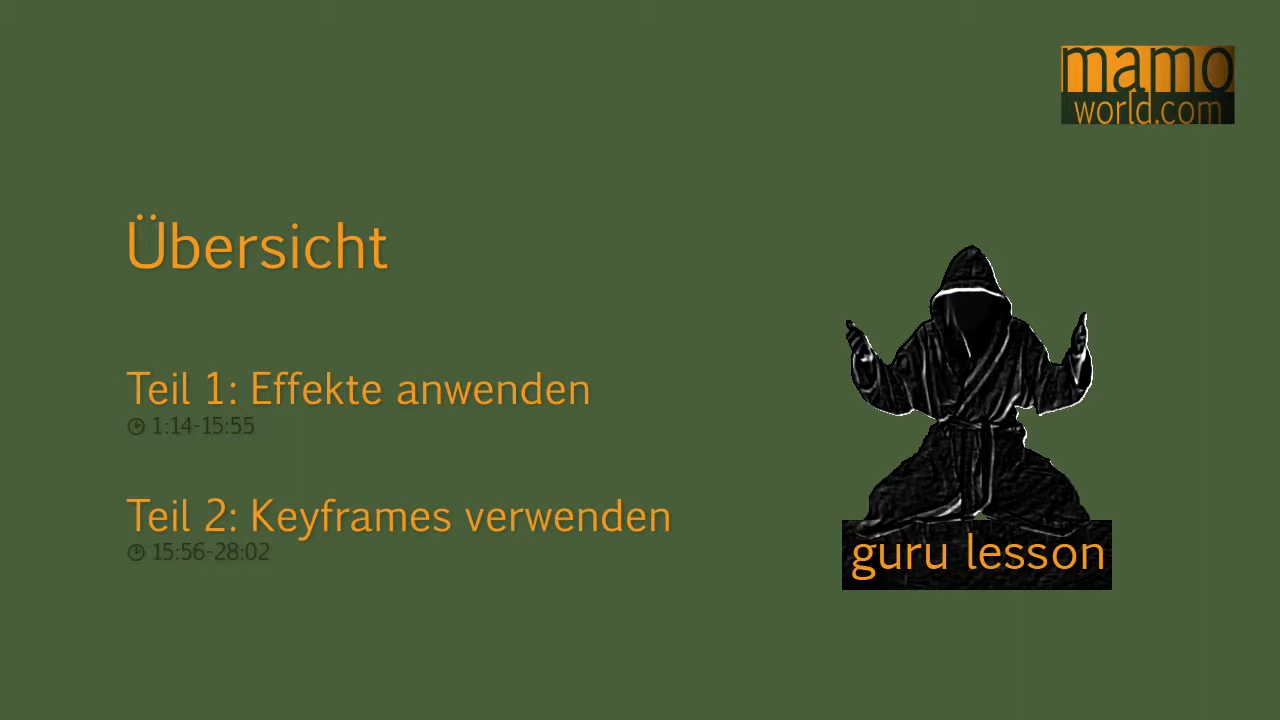 mamo
world.com
Übersicht
Teil 1: Effekte anwenden
1:14-15:55
Teil 2: Keyframes verwenden
15:56-28:02
guru lesson